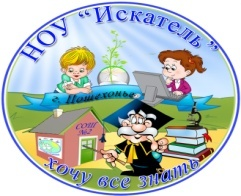 НОУ “Искатель”
г. Пошехонье
СОШ
№2
хочу все знать